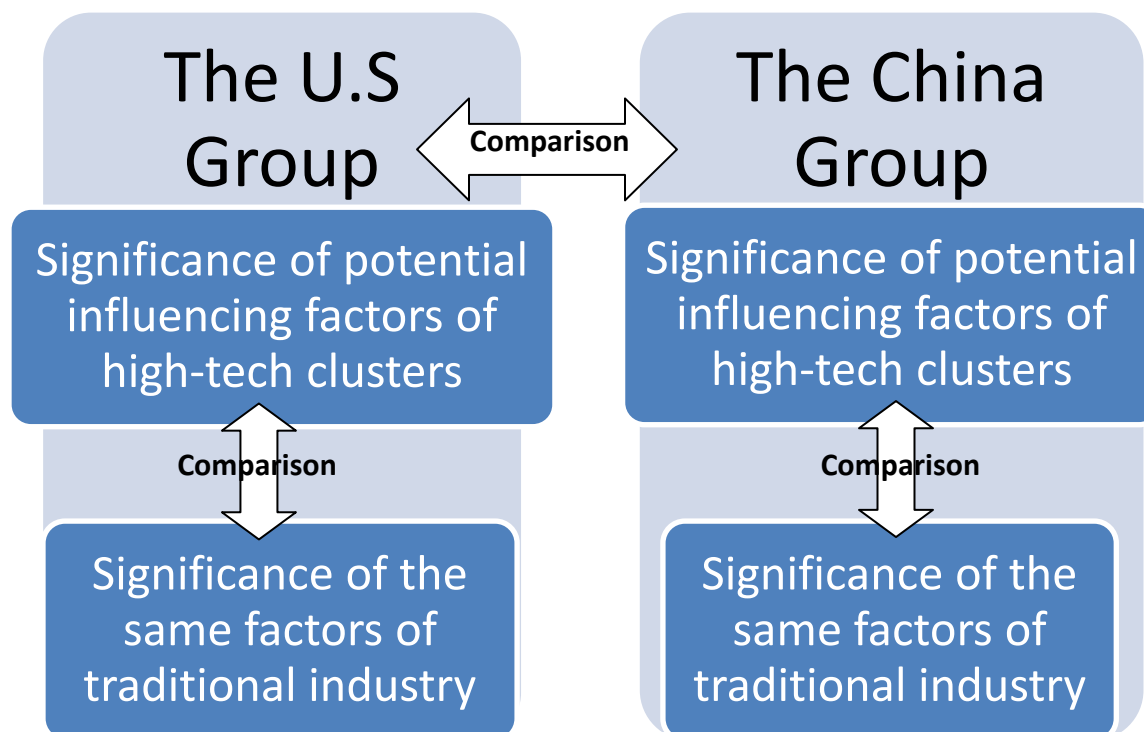 The U.S
Group
Comparison
The China
Group
Significance of potential
influencing factors of
high-tech clusters
Comparison
Significance of the
same factors of
traditional industry
Significance of potential
influencing factors of
high-tech clusters
Comparison
Significance of the
same factors of
traditional industry